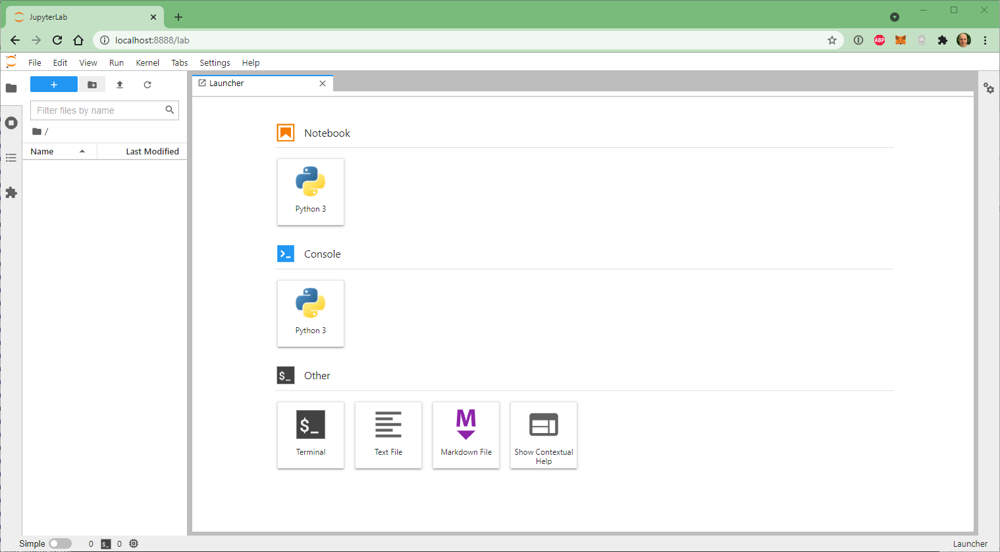 JupyterLab
localhost:8888/lab
ABP
File Edit View Run Kernel Tabs Settings Help
Launcher
Filter files by name
/
Name Last Modified
Notebook
Python 3
Console
Python 3
$_ Other
$_
M
Terminal
Text File
Markdown File
Show Contextual
Help
Simple 0 $_ 0
Launcher